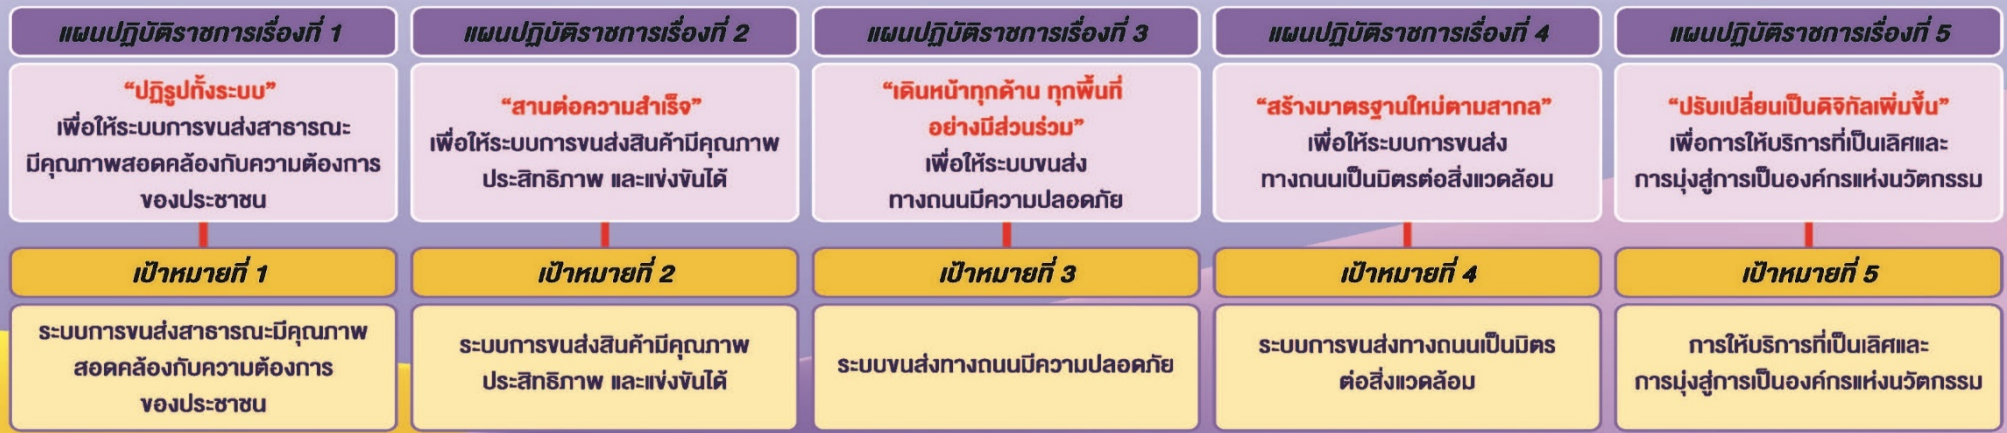 แผนปฏิบัติราชการเรื่องที่ 1
“ปฏิรูปทั้งระบบ”
เพื่อให้ระบบการขนส่งสาธารณะ
มีคุณภาพสอดคล้องกับความต้องการ
ของประชาชน
เป้าหมายที่ 1
ระบบการขนส่งสาธารณะมีคุณภาพ
สอดคล้องกับความต้องการ
ของประชาชน
แผนปฏิบัติราชการเรื่องที่ 2
“สานต่อความสำเร็จ”
เพื่อให้ระบบการขนส่งสินค้ามีคุณภาพ
ประสิทธิภาพ และแข่งขันได้
เป้าหมายที่ 2
ระบบการขนส่งสินค้ามีคุณภาพ
ประสิทธิภาพ และแข่งขันได้
แผนปฏิบัติราชการเรื่องที่ 3
“เดินหน้าทุกด้าน ทุกพื้นที่
อย่างมีส่วนร่วม”
เพื่อให้ระบบขนส่ง
ทางถนนมีความปลอดภัย
เป้าหมายที่ 3
ระบบขนส่งทางถนนมีความปลอดภัย
แผนปฏิบัติราชการเรื่องที่ 4
“สร้างมาตรฐานใหม่ตามสากล”
เพื่อให้ระบบการขนส่ง
ทางถนนเป็นมิตรต่อสิ่งแวดล้อม
เป้าหมายที่ 4
ระบบการขนส่งทางถนนเป็นมิตร
ต่อสิ่งแวดล้อม
แผนปฏิบัติราชการเรื่องที่ 5
“ปรับเปลี่ยนเป็นดิจิทัลเพิ่มขึ้น”
เพื่อการให้บริการที่เป็นเลิศและ
การมุ่งสู่การเป็นองค์กรแห่งนวัตกรรม
เป้าหมายที่ 5
การให้บริการที่เป็นเลิศและ
การมุ่งสู่การเป็นองค์กรแห่งนวัตกรรม